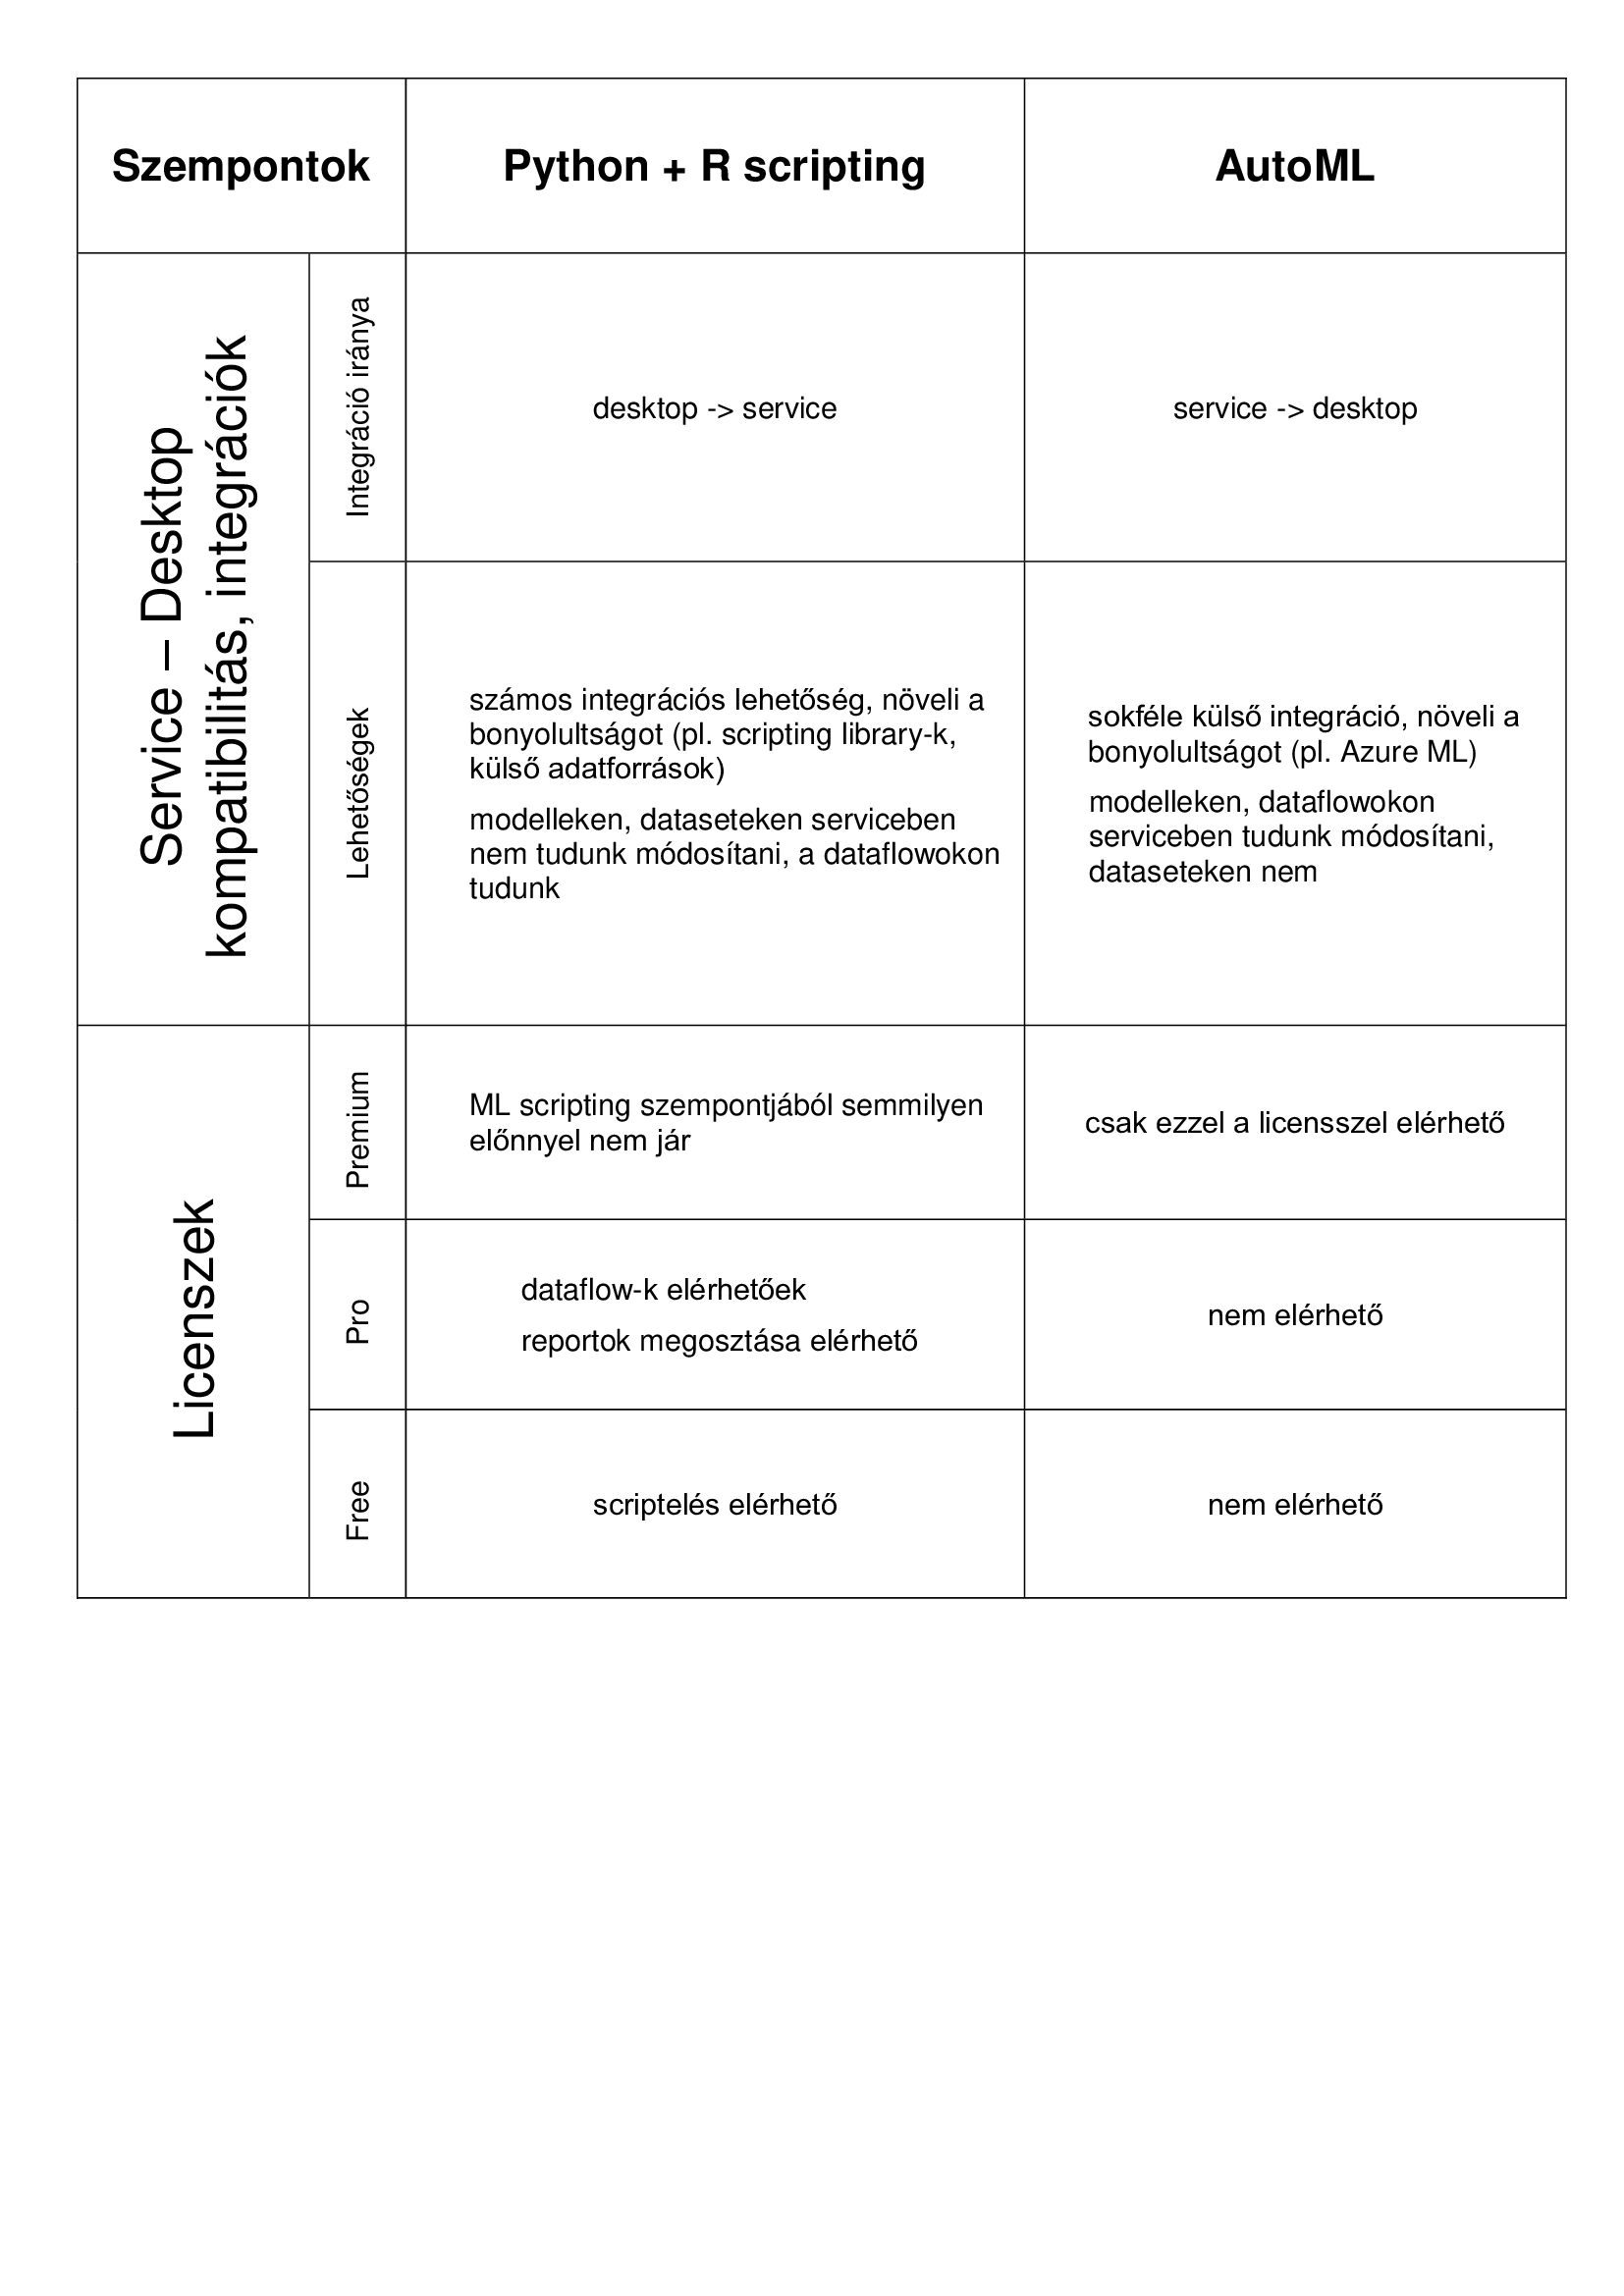 Szempontok
Python + R scripting
AutoML
Service – Desktop
kompatibilitás, integrációk
Integráció iránya
desktop -> service
service -> desktop
Lehetőségek
számos integrációs lehetőség, növeli a
bonyolultságot (pl. scripting library-k,
külső adatforrások)
modelleken, dataseteken serviceben
nem tudunk módosítani, a dataflowokon
tudunk
sokféle külső integráció, növeli a
bonyolultságot (pl. Azure ML)
modelleken, dataflowokon
serviceben tudunk módosítani,
dataseteken nem
Licenszek
Premium
ML scripting szempontjából semmilyen
előnnyel nem jár
csak ezzel a licensszel elérhető
Pro
dataflow-k elérhetőek
reportok megosztása elérhető
nem elérhető
Free
scriptelés elérhető
nem elérhető